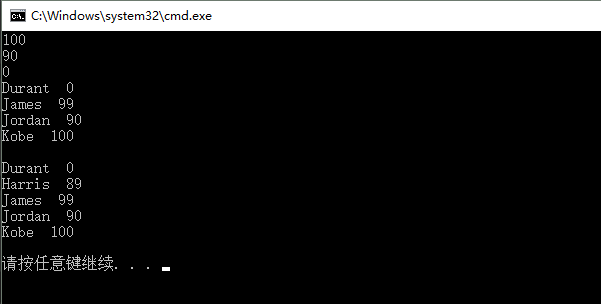 C:\Windows\system32\cmd.exe
100
90
0
Durant  0
James  99
Jordan  90
Kobe  100
Durant  0
Harris  89
James  99
Jordan  90
Kobe  100
请按任意键继续. . .